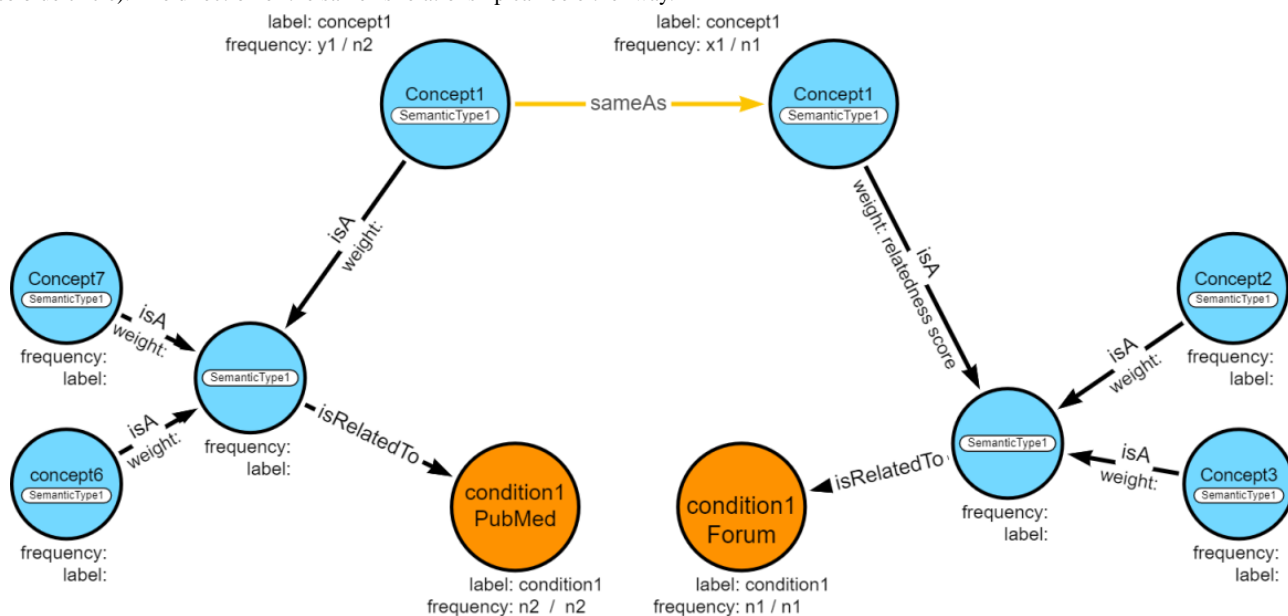 label: concept1
frequency: y1 / n2
label: concept1
frequency: x1 / n1
Concept1
SemanticType1
sameAs
Concept1
SemanticType1
isA
weight:
isA
weight: relatedness score
Concept7
SemanticType1
frequency:
label:
isA
weight:
Concept2
SemanticType1
frequency:
label:
isA
weight:
SemanticType1
frequency:
label:
isRelatedTo
concept6
SemanticType1
frequency:
label:
isA
weight:
condition1
PubMed
label: condition1
frequency: n2 / n2
condition1
Forum
label: condition1
frequency: n1 / n1
isRelatedTo
SemanticType1
frequency:
label:
isA
weight:
Concept3
SemanticType1
frequency:
label: